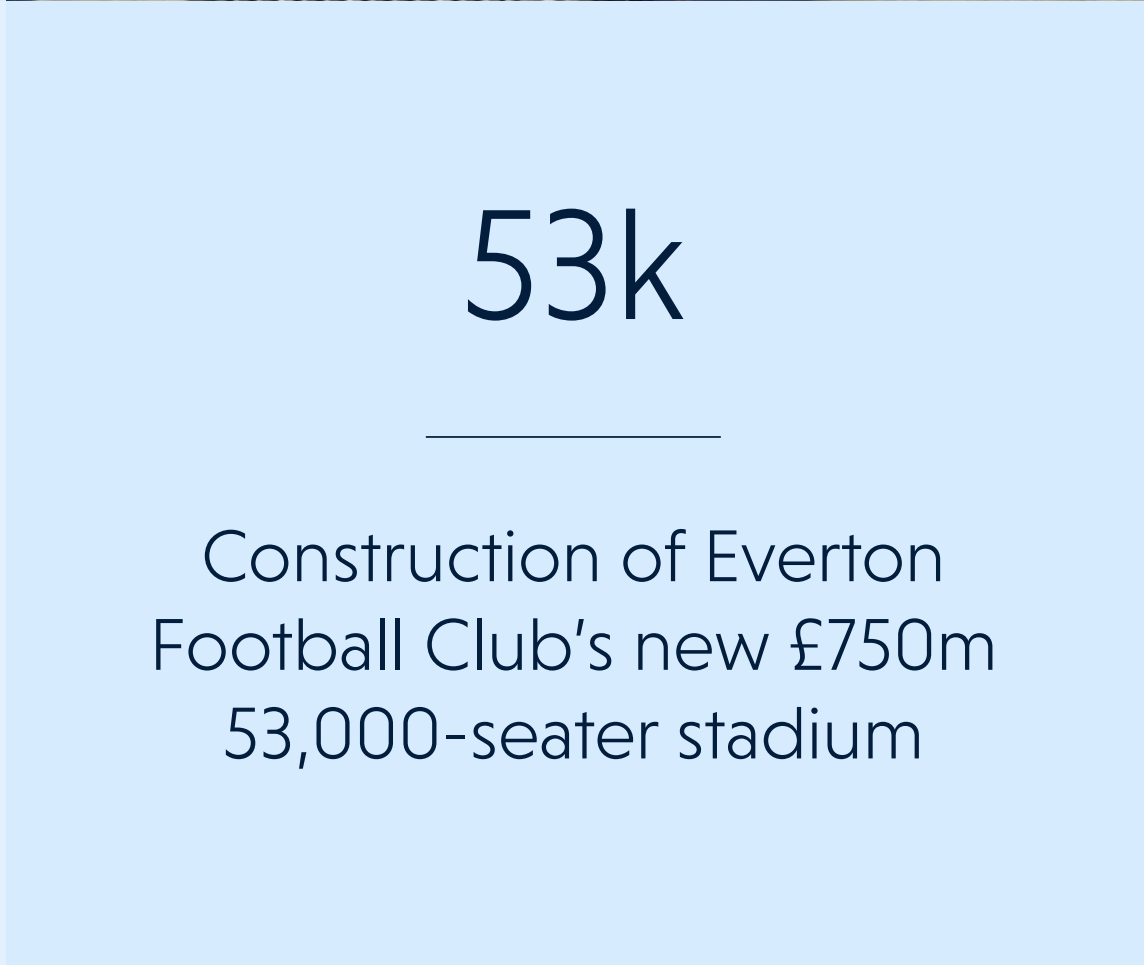 53k
Construction of Everton
Football Club’s new £750m
53,000-seater stadium